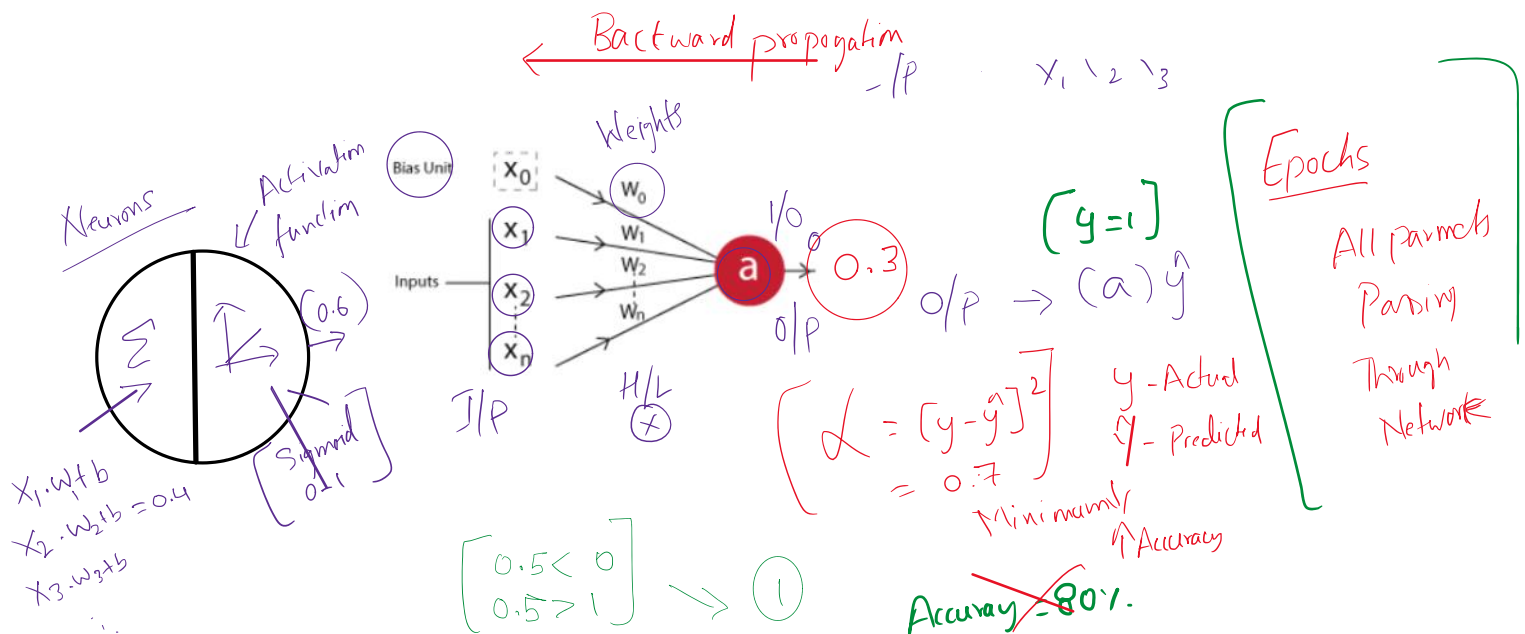 Backward propogation
-/P
X1 \2 \3
Weights
Activation
function
Neurons
Bias Unit
X0
W0
X1
W1
Inputs
X2
W2
Wn
Xn
a
I/O
0
0.3
O/P
O/P → (a) ŷ
[y=1]
Epochs
All parmets
Passing
Through
Network
Σ
(0.6)
Sigmoid
0 1
X1.W1+b
X2.W2+b = 0.4
X3.W3+b
I/P
H/L
X
α = [y-ŷ]2
= 0.7
y - Actual
ŷ - Predicted
↑ Accuracy
0.5 < 0
0.5 > 1
1
Accuracy = 80%.